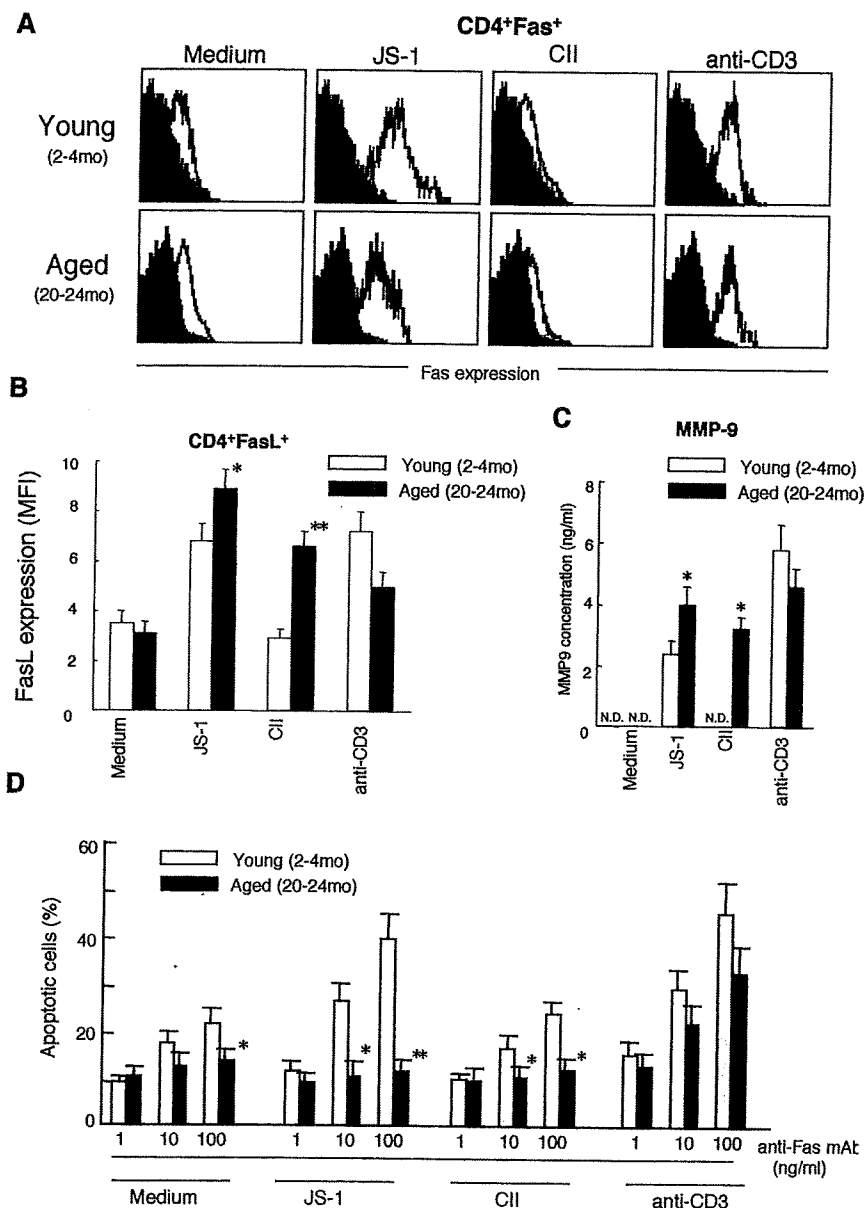 A
CD4+Fas+
Medium JS-1 CII anti-CD3
Young
(2-4mo)
Aged
(20-24mo)
Fas expression
B
CD4+FasL+
Young (2-4mo)
Aged (20-24mo)
FasL expression (MFI)
10
8
6
4
2
0
*
**
Medium
JS-1
CII
anti-CD3
C
MMP-9
Young (2-4mo)
Aged (20-24mo)
MMP9 concentration (ng/ml)
8
6
4
2
0
N.D. N.D.
*
N.D.
*
Medium
JS-1
CII
anti-CD3
D
Young (2-4mo)
Aged (20-24mo)
Apoptotic cells (%)
60
40
20
0
*
*
**
*
*
1 10 100 1 10 100 1 10 100 1 10 100 anti-Fas mAb
(ng/ml)
Medium JS-1 CII anti-CD3